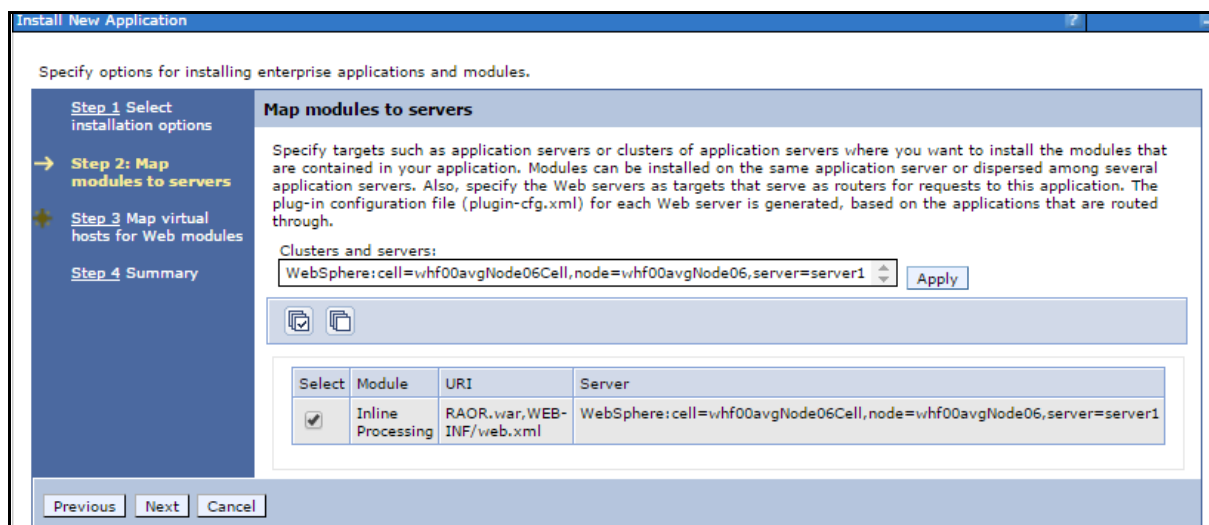 Install New Application
?
Specify options for installing enterprise applications and modules.
Step 1 Select
installation options
Step 2: Map
modules to servers
Step 3 Map virtual
hosts for Web modules
Step 4 Summary
Map modules to servers
Specify targets such as application servers or clusters of application servers where you want to install the modules that
are contained in your application. Modules can be installed on the same application server or dispersed among several
application servers. Also, specify the Web servers as targets that serve as routers for requests to this application. The
plug-in configuration file (plugin-cfg.xml) for each Web server is generated, based on the applications that are routed
through.
Clusters and servers:
WebSphere:cell=whf00avgNode06Cell,node=whf00avgNode06,server=server1
Apply
Select Module URI Server
Inline
Processing
RAOR.war,WEB-
INF/web.xml
WebSphere:cell=whf00avgNode06Cell,node=whf00avgNode06,server=server1
Previous Next Cancel